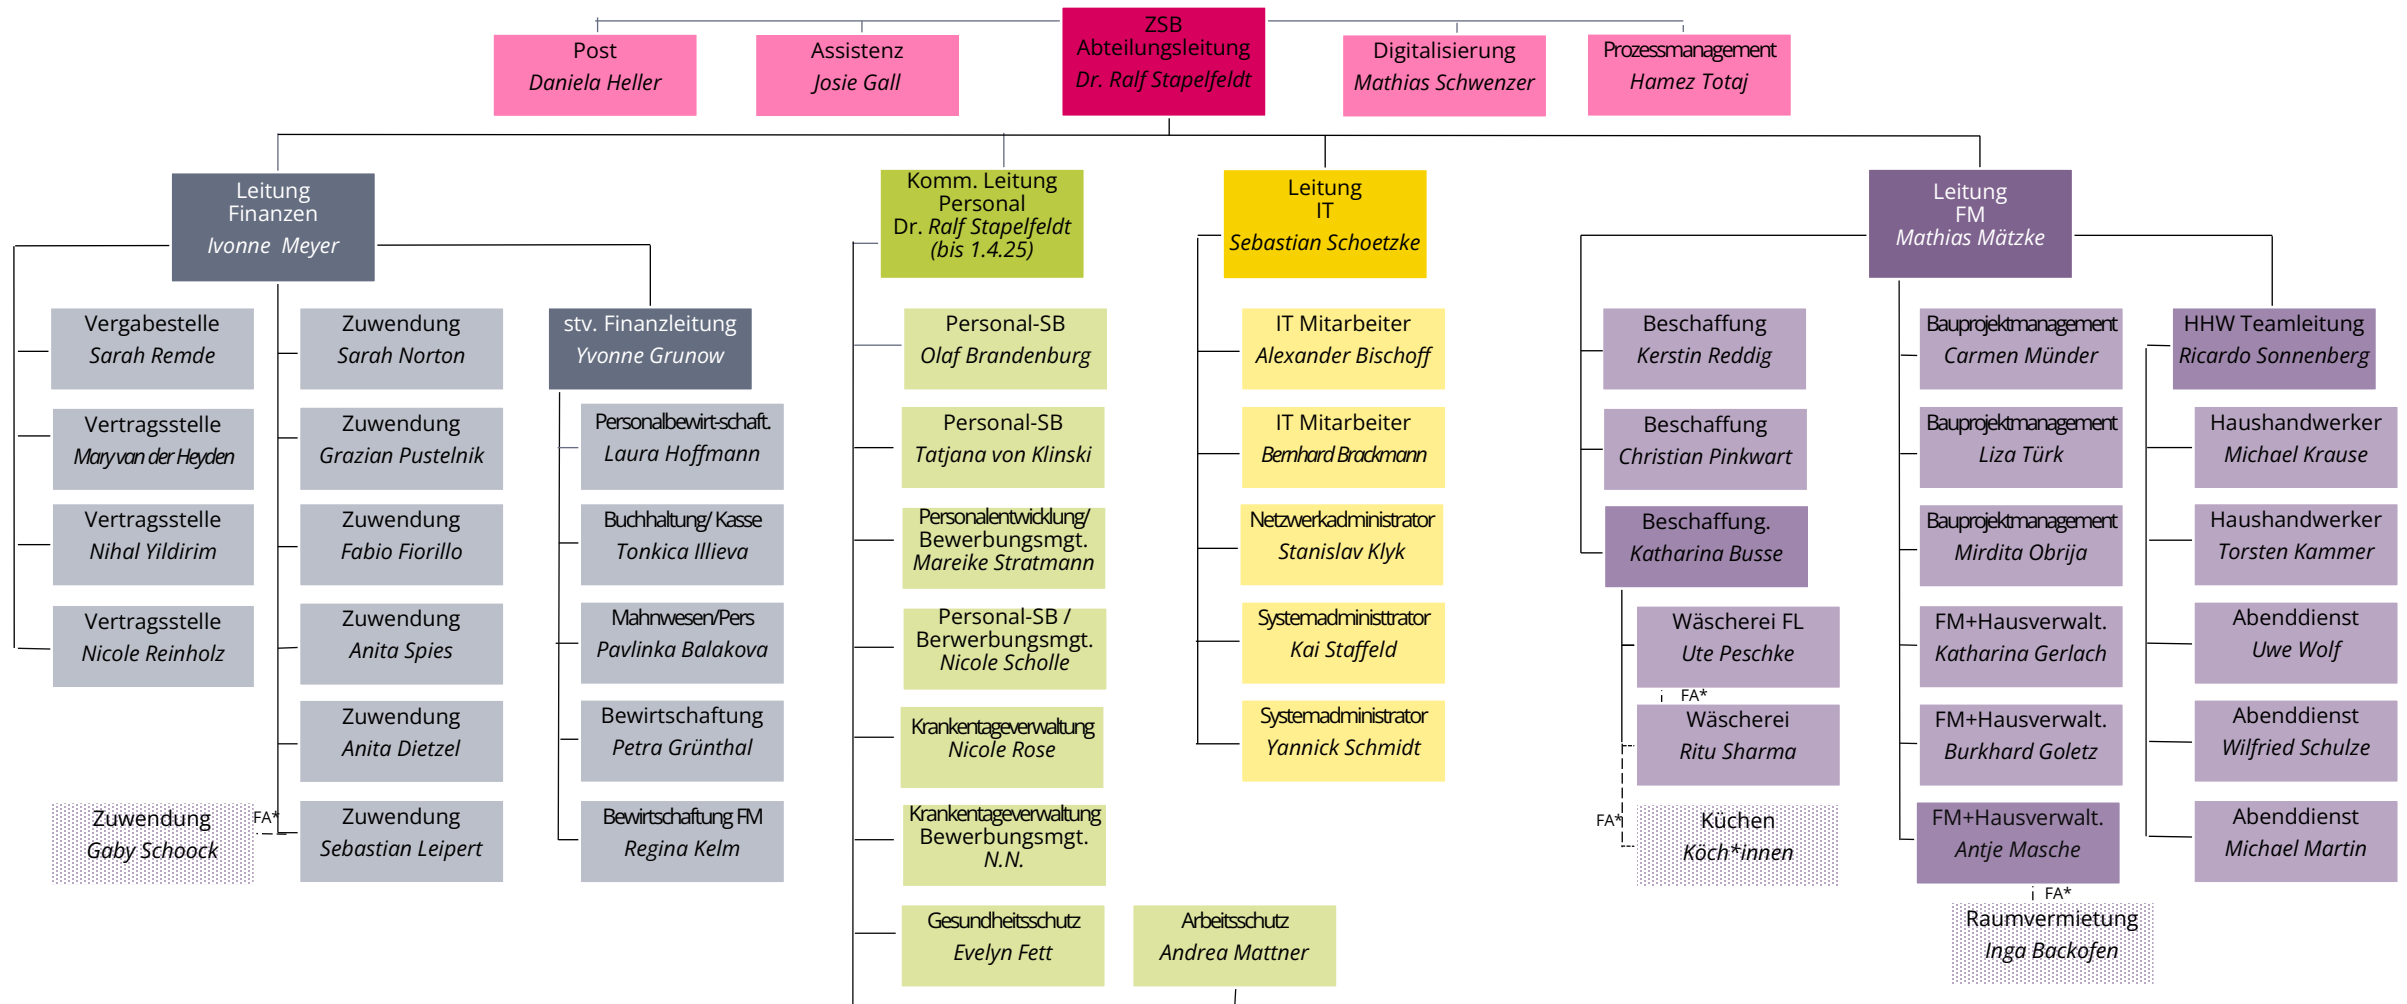 ZSB
Abteilungsleitung
Dr. Ralf Stapelfeldt
Post
Daniela Heller
Assistenz
Josie Gall
Digitalisierung
Mathias Schwenzer
Prozessmanagement
Hamez Totaj
Leitung
Finanzen
Ivonne  Meyer
Vergabestelle
Sarah Remde
Vertragsstelle
Mary van der Heyden
Vertragsstelle
Nihal Yildirim
Vertragsstelle
Nicole Reinholz
Zuwendung
Sarah Norton
Zuwendung
Grazian Pustelnik
Zuwendung
Fabio Fiorillo
Zuwendung
Anita Spies
Zuwendung
Anita Dietzel
Zuwendung
Sebastian Leipert
FA*
Zuwendung
Gaby Schoock
stv. Finanzleitung
Yvonne Grunow
Personalbewirt-schaft.
Laura Hoffmann
Buchhaltung/ Kasse
Tonkica Illieva
Mahnwesen/Pers
Pavlinka Balakova
Bewirtschaftung
Petra Grünthal
Bewirtschaftung FM
Regina Kelm
Komm. Leitung
Personal
Dr. Ralf Stapelfeldt
(bis 1.4.25)
Personal-SB
Olaf Brandenburg
Personal-SB
Tatjana von Klinski
Personalentwicklung/
Bewerbungsmgt.
Mareike Stratmann
Personal-SB /
Berwerbungsmgt.
Nicole Scholle
Krankentageverwaltung
Nicole Rose
Krankentageverwaltung
Bewerbungsmgt.
N.N.
Gesundheitsschutz
Evelyn Fett
Arbeitsschutz
Andrea Mattner
Leitung
IT
Sebastian Schoetzke
IT Mitarbeiter
Alexander Bischoff
IT Mitarbeiter
Bernhard Brackmann
Netzwerkadministrator
Stanislav Klyk
Systemadministtrator
Kai Staffeld
Systemadministrator
Yannick Schmidt
Leitung
FM
Mathias Mätzke
Beschaffung
Kerstin Reddig
Beschaffung
Christian Pinkwart
Beschaffung.
Katharina Busse
Wäscherei FL
Ute Peschke
FA*
Wäscherei
Ritu Sharma
FA*
Küchen
Köch*innen
Bauprojektmanagement
Carmen Münder
Bauprojektmanagement
Liza Türk
Bauprojektmanagement
Mirdita Obrija
FM+Hausverwalt.
Katharina Gerlach
FM+Hausverwalt.
Burkhard Goletz
FM+Hausverwalt.
Antje Masche
FA*
Raumvermietung
Inga Backofen
HHW Teamleitung
Ricardo Sonnenberg
Haushandwerker
Michael Krause
Haushandwerker
Torsten Kammer
Abenddienst
Uwe Wolf
Abenddienst
Wilfried Schulze
Abenddienst
Michael Martin